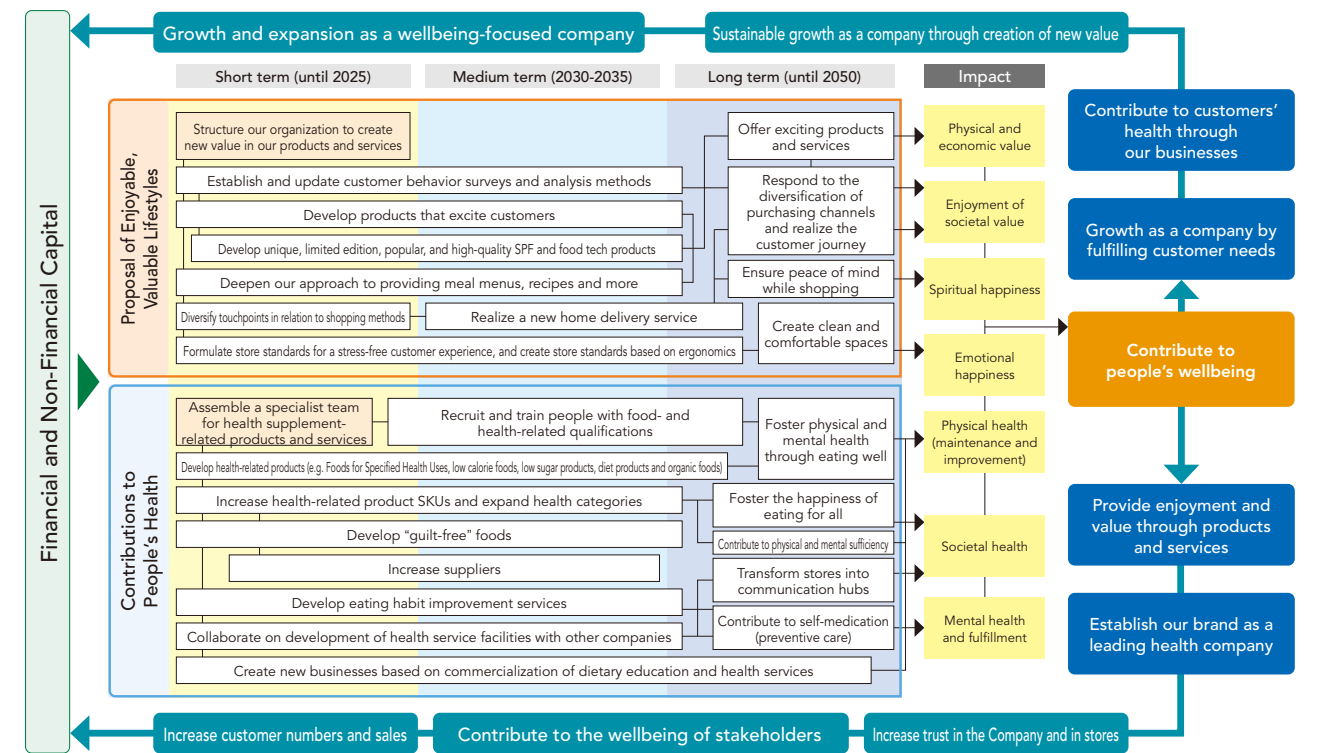 Growth and expansion as a wellbeing-focused company
Sustainable growth as a company through creation of new value
Financial and Non-Financial Capital
Short term (until 2025)
Medium term (2030-2035)
Long term (until 2050)
Impact
Proposal of Enjoyable,
Valuable Lifestyles
Structure our organization to create
new value in our products and services
Establish and update customer behavior surveys and analysis methods
Develop products that excite customers
Develop unique, limited edition, popular, and high-quality SPF and food tech products
Deepen our approach to providing meal menus, recipes and more
Diversify touchpoints in relation to shopping methods
Realize a new home delivery service
Formulate store standards for a stress-free customer experience, and create store standards based on ergonomics
Offer exciting products
and services
Respond to the
diversification of
purchasing channels
and realize the
customer journey
Ensure peace of mind
while shopping
Create clean and
comfortable spaces
Physical and
economic value
Enjoyment of
societal value
Spiritual happiness
Emotional
happiness
Contributions to
People's Health
Assemble a specialist team
for health supplement-
related products and services
Recruit and train people with food- and
health-related qualifications
Develop health-related products (e.g. Foods for Specified Health Uses, low calorie foods, low sugar products, diet products and organic foods)
Increase health-related product SKUs and expand health categories
Develop “guilt-free” foods
Increase suppliers
Develop eating habit improvement services
Collaborate on development of health service facilities with other companies
Create new businesses based on commercialization of dietary education and health services
Foster physical and
mental health
through eating well
Foster the happiness of
eating for all
Contribute to physical and mental sufficiency
Transform stores into
communication hubs
Contribute to self-medication
(preventive care)
Physical health
(maintenance and
improvement)
Societal health
Mental health
and fulfillment
Contribute to customers'
health through
our businesses
Growth as a company by
fulfilling customer needs
Contribute to
people's wellbeing
Provide enjoyment and
value through products
and services
Establish our brand as a
leading health company
Increase customer numbers and sales
Contribute to the wellbeing of stakeholders
Increase trust in the Company and in stores